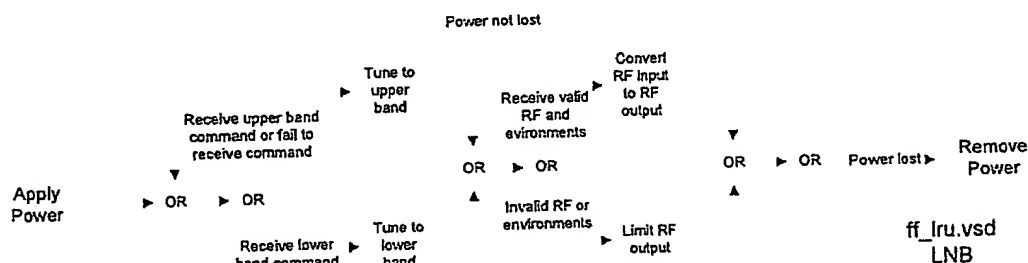 Power not lost
Convert
RF input
to RF
output
Tune to
upper
band
Receive valid
RF and
evironments
Receive upper band
command or fail to
receive command
OR
OR
OR
OR
OR
OR
Power lost
Remove
Power
Apply
Power
Invalid RF or
environments
Limit RF
output
Tune to
lower
band
Receive lower
band command
ff_lru.vsd
LNB